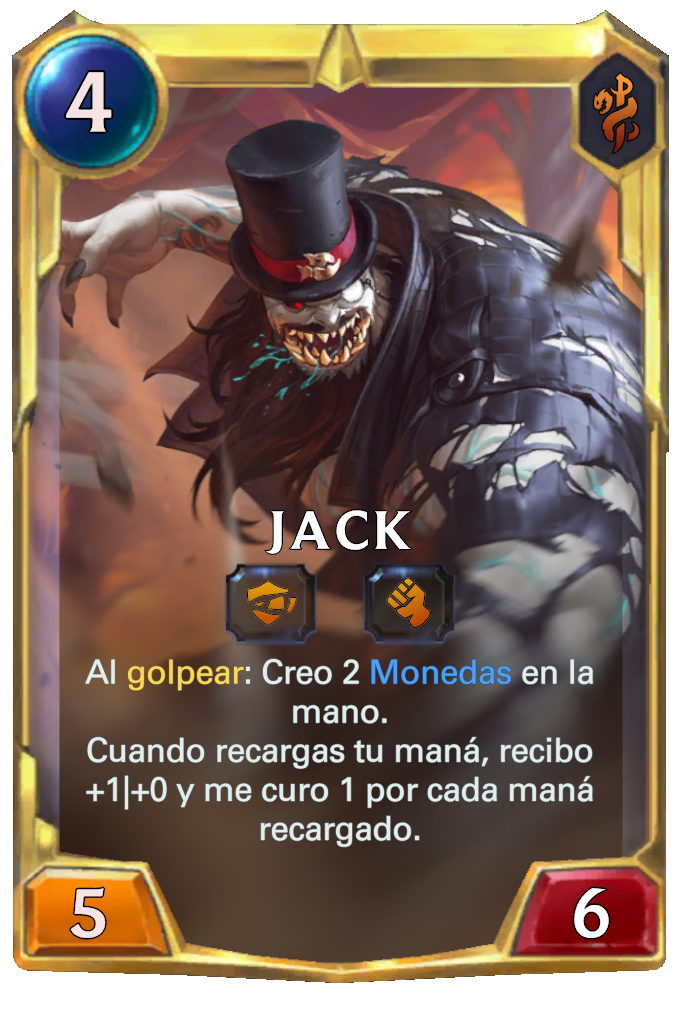 4
JACK
Al golpear: Creo 2 Monedas en la
mano.
Cuando recargas tu maná, recibo
+1|+0 y me curo 1 por cada maná
recargado.
5
6